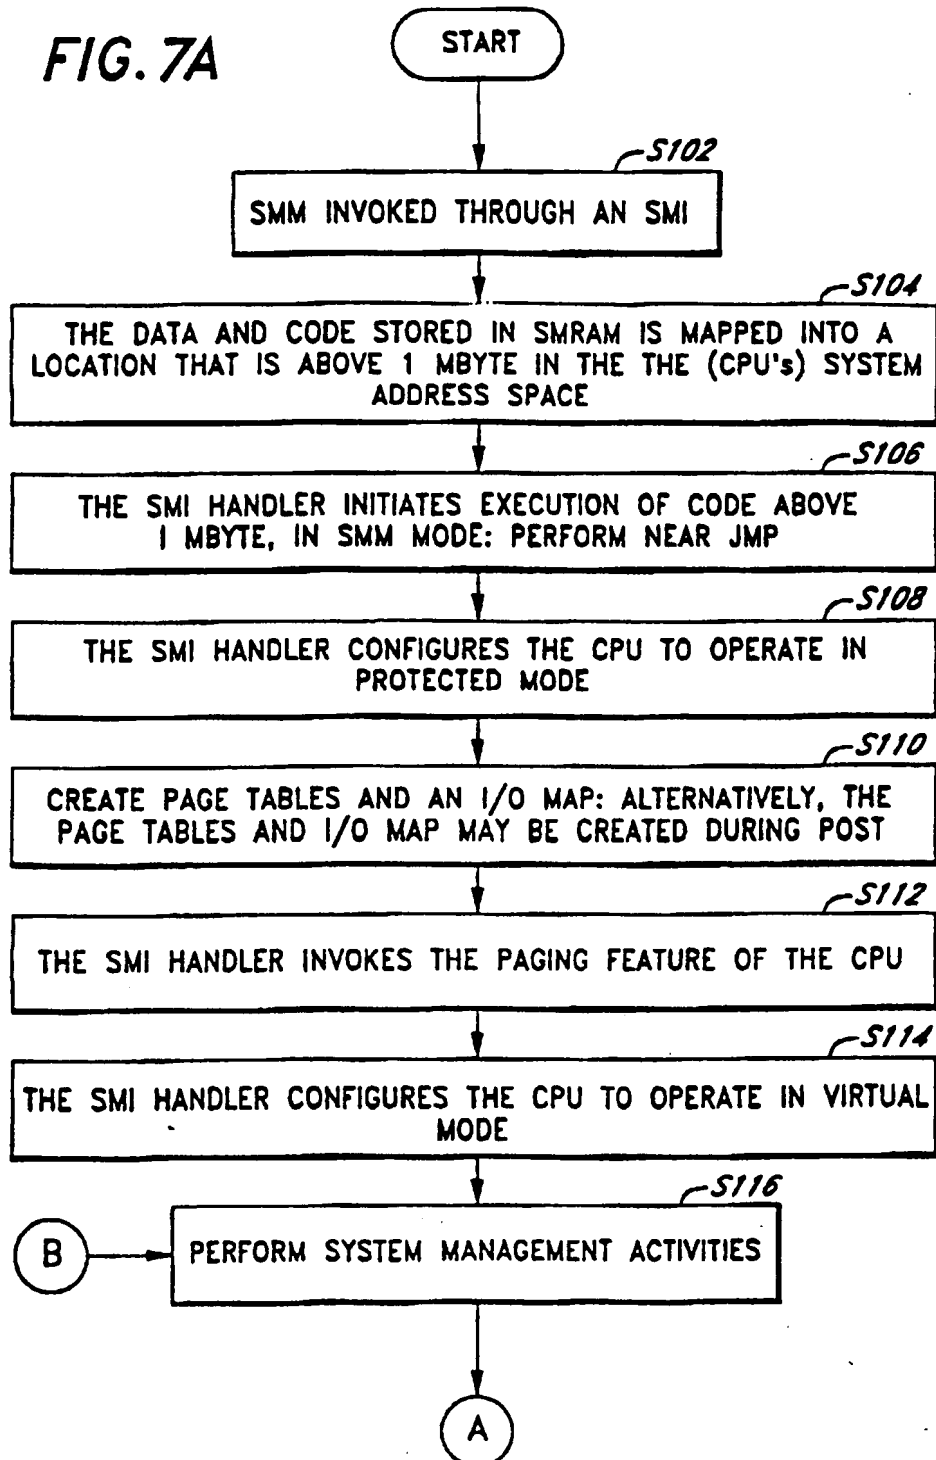 FIG. 7A
START
S102
SMM INVOKED THROUGH AN SMI
S104
THE DATA AND CODE STORED IN SMRAM IS MAPPED INTO A
LOCATION THAT IS ABOVE 1 MBYTE IN THE THE (CPU's) SYSTEM
ADDRESS SPACE
S106
THE SMI HANDLER INITIATES EXECUTION OF CODE ABOVE
1 MBYTE, IN SMM MODE: PERFORM NEAR JMP
S108
THE SMI HANDLER CONFIGURES THE CPU TO OPERATE IN
PROTECTED MODE
S110
CREATE PAGE TABLES AND AN I/O MAP: ALTERNATIVELY, THE
PAGE TABLES AND I/O MAP MAY BE CREATED DURING POST
S112
THE SMI HANDLER INVOKES THE PAGING FEATURE OF THE CPU
S114
THE SMI HANDLER CONFIGURES THE CPU TO OPERATE IN VIRTUAL
MODE
S116
B
PERFORM SYSTEM MANAGEMENT ACTIVITIES
A